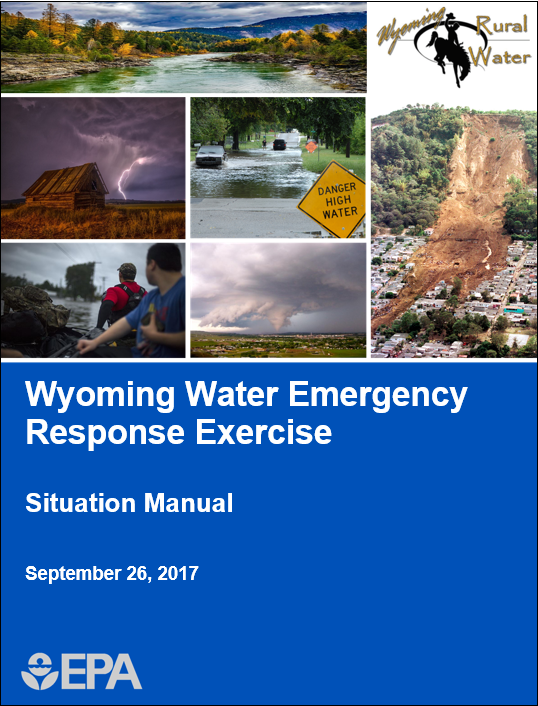 Wyoming Rural
Water
DANGER
HIGH
WATER
Wyoming Water Emergency
Response Exercise
Situation Manual
September 26, 2017
EPA